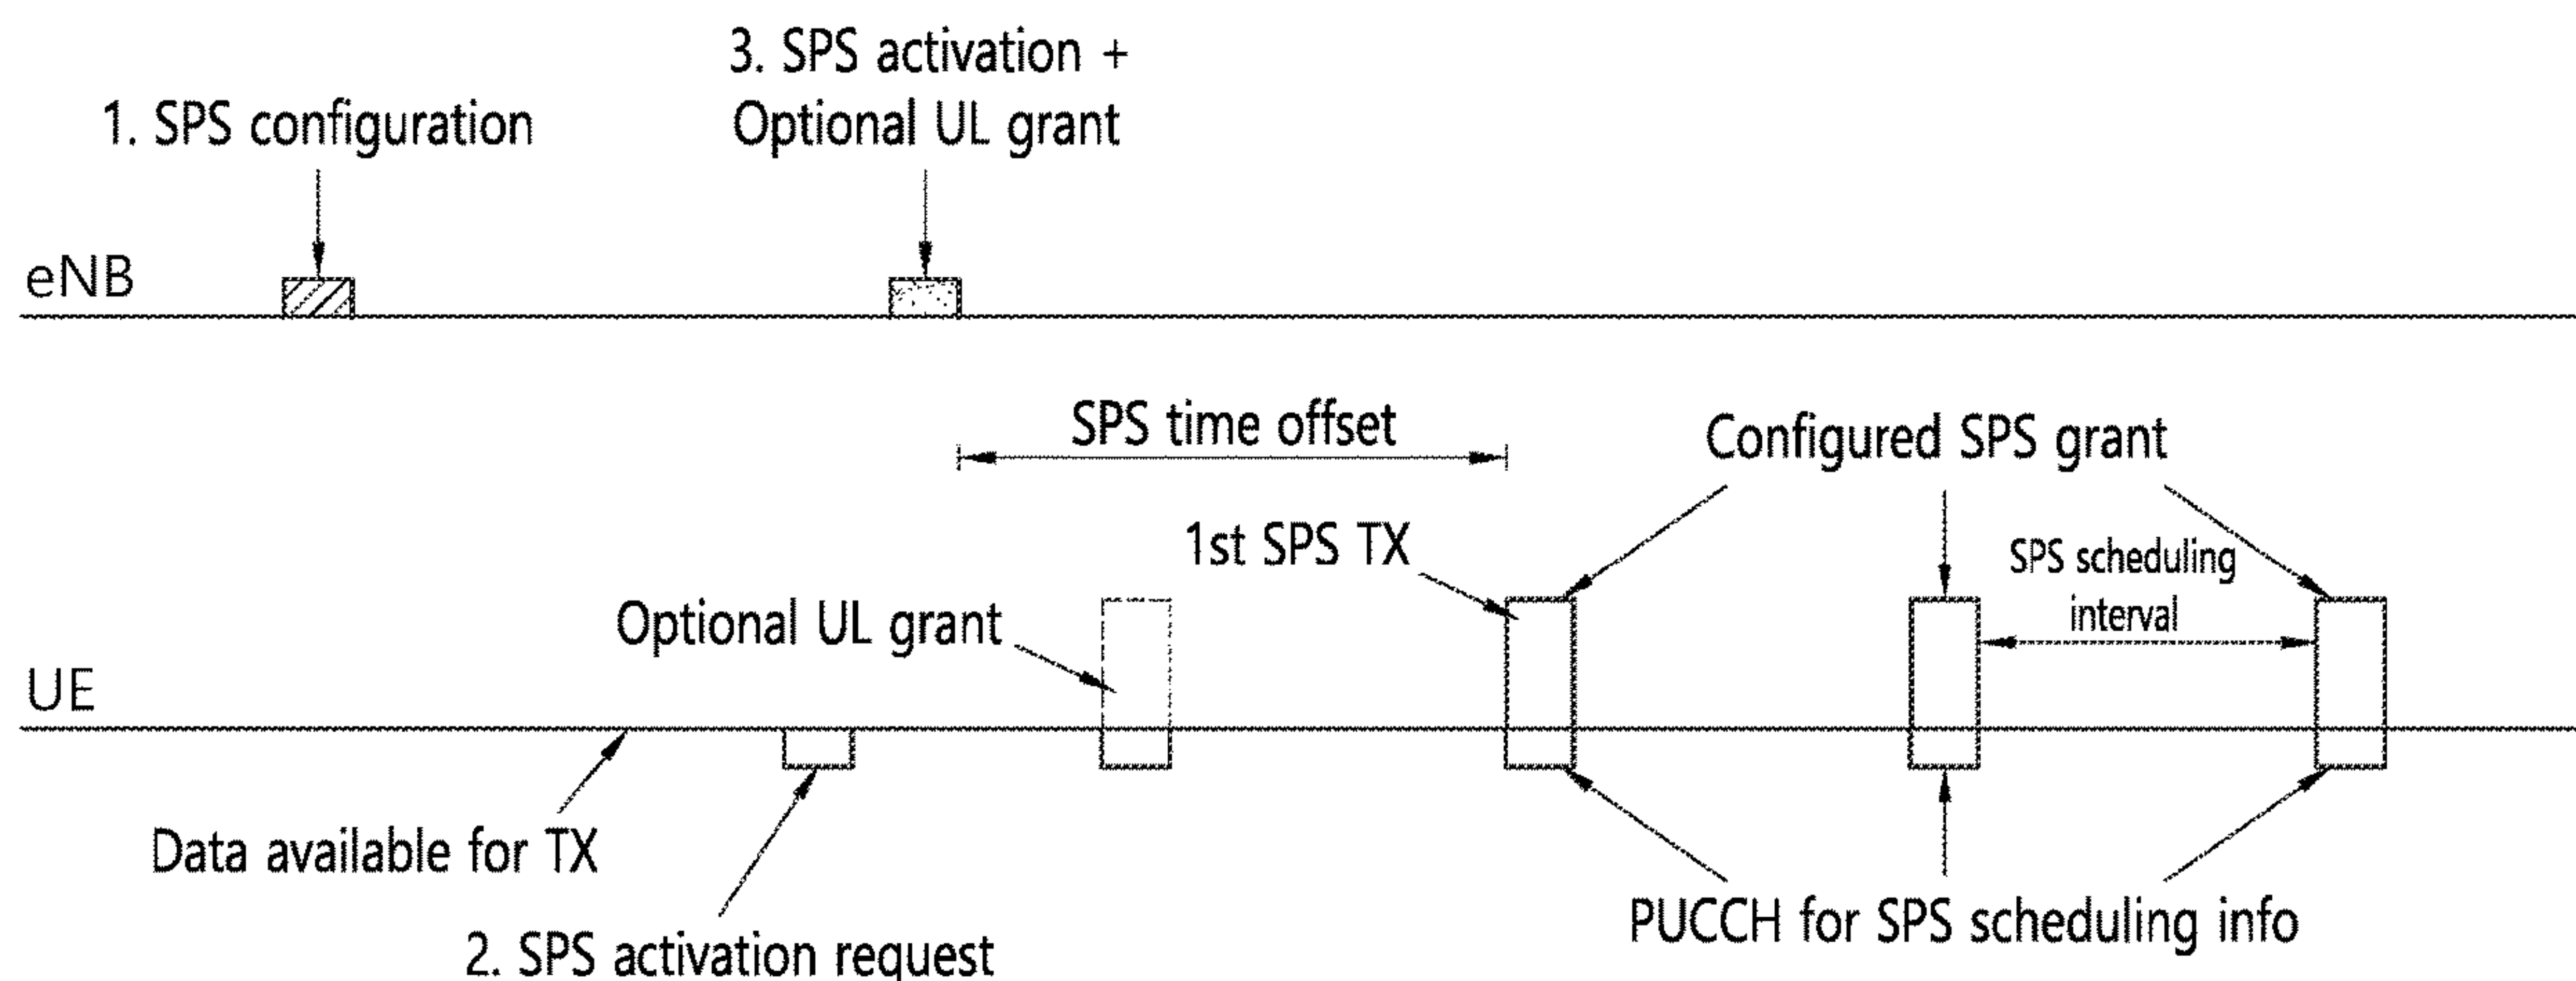 3. SPS activation +
Optional UL grant
1. SPS configuration
eNB
SPS time offset
Configured SPS grant
1st SPS TX
SPS scheduling
interval
Optional UL grant
UE
Data available for TX
PUCCH for SPS scheduling info
2. SPS activation request